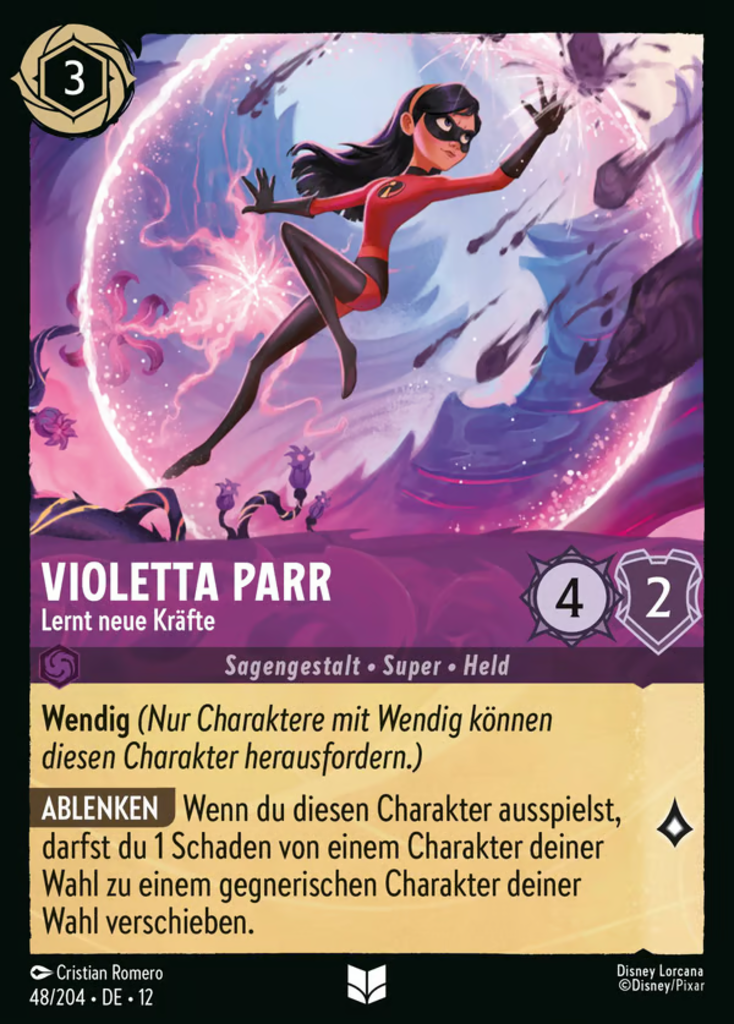 3
VIOLETTA PARR
Lernt neue Kräfte
4
2
Sagengestalt • Super • Held
Wendig (Nur Charaktere mit Wendig können
diesen Charakter herausfordern.)
ABLENKEN Wenn du diesen Charakter ausspielst,
darfst du 1 Schaden von einem Charakter deiner
Wahl zu einem gegnerischen Charakter deiner
Wahl verschieben.
Cristian Romero
48/204 • DE • 12
Disney Lorcana
©Disney/Pixar